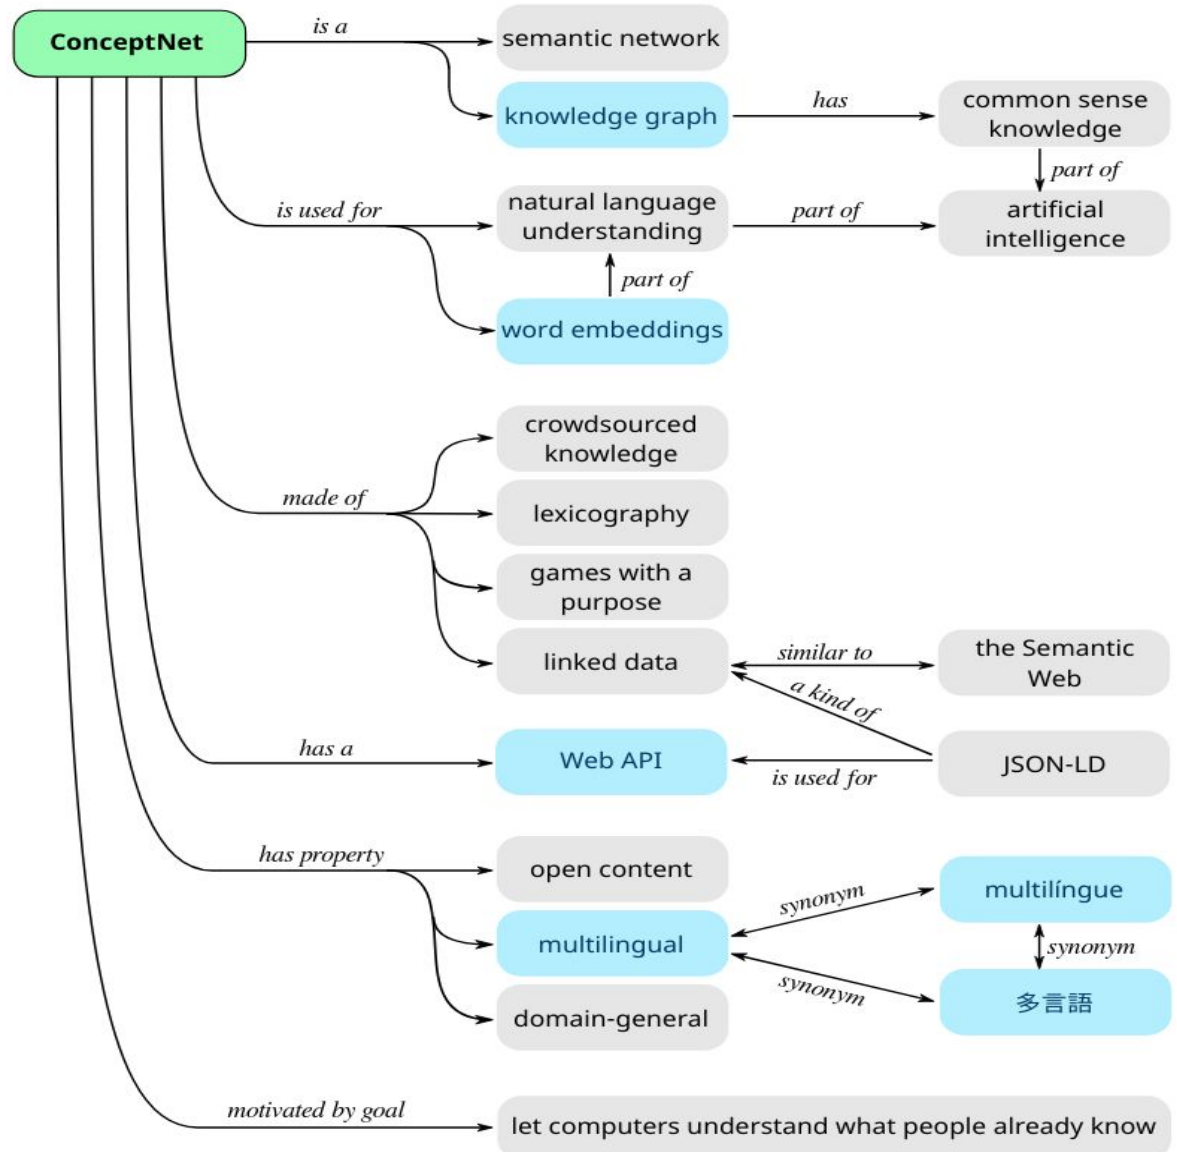 ConceptNet
is a
semantic network
knowledge graph
has
common sense
knowledge
part of
is used for
natural language
understanding
part of
artificial
intelligence
part of
word embeddings
made of
crowdsourced
knowledge
lexicography
games with a
purpose
linked data
similar to
the Semantic
Web
a kind of
has a
Web API
is used for
JSON-LD
has property
open content
multilingual
synonym
multilíngue
synonym
synonym
多言語
domain-general
motivated by goal
let computers understand what people already know